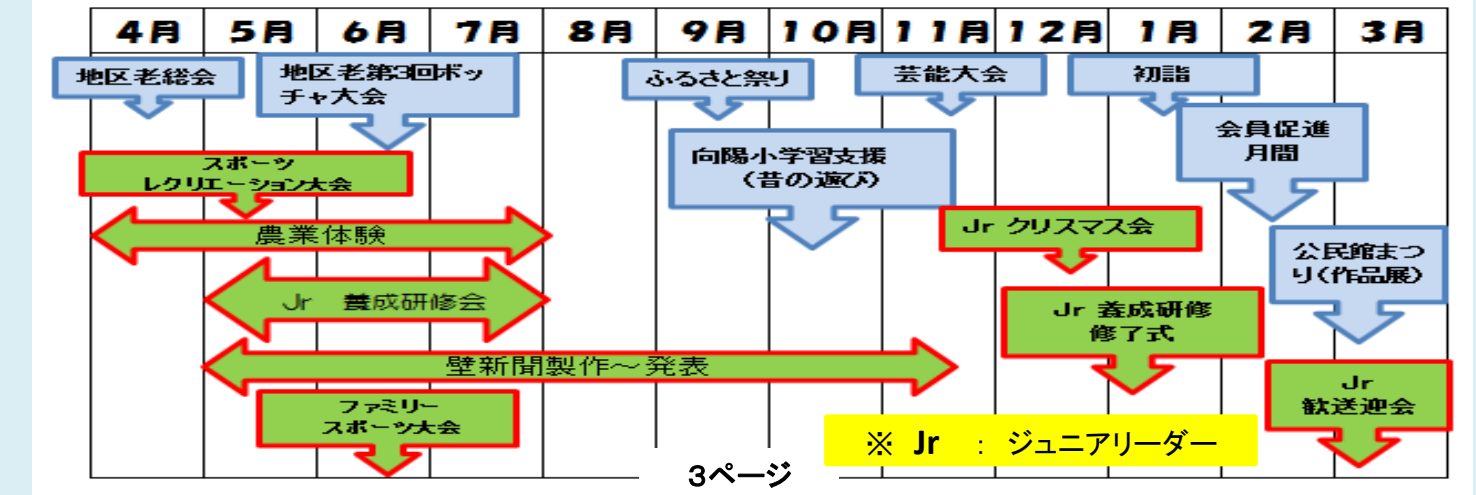 4月 5月 6月 7月 8月 9月 10月 11月 12月 1月 2月 3月
地区老総会
地区老第3回ボッ
チャ大会
ふるさと祭り
芸能大会
初詣
会員促進
月間
向陽小学習支援
(昔の遊び)
スポーツ
レクリエーション大会
農業体験
Jr クリスマス会
公民館まつ
り(作品展)
Jr 養成研修会
Jr 養成研修
修了式
壁新聞製作～発表
Jr
歓送迎会
ファミリー
スポーツ大会
※ Jr : ジュニアリーダー
3ページ